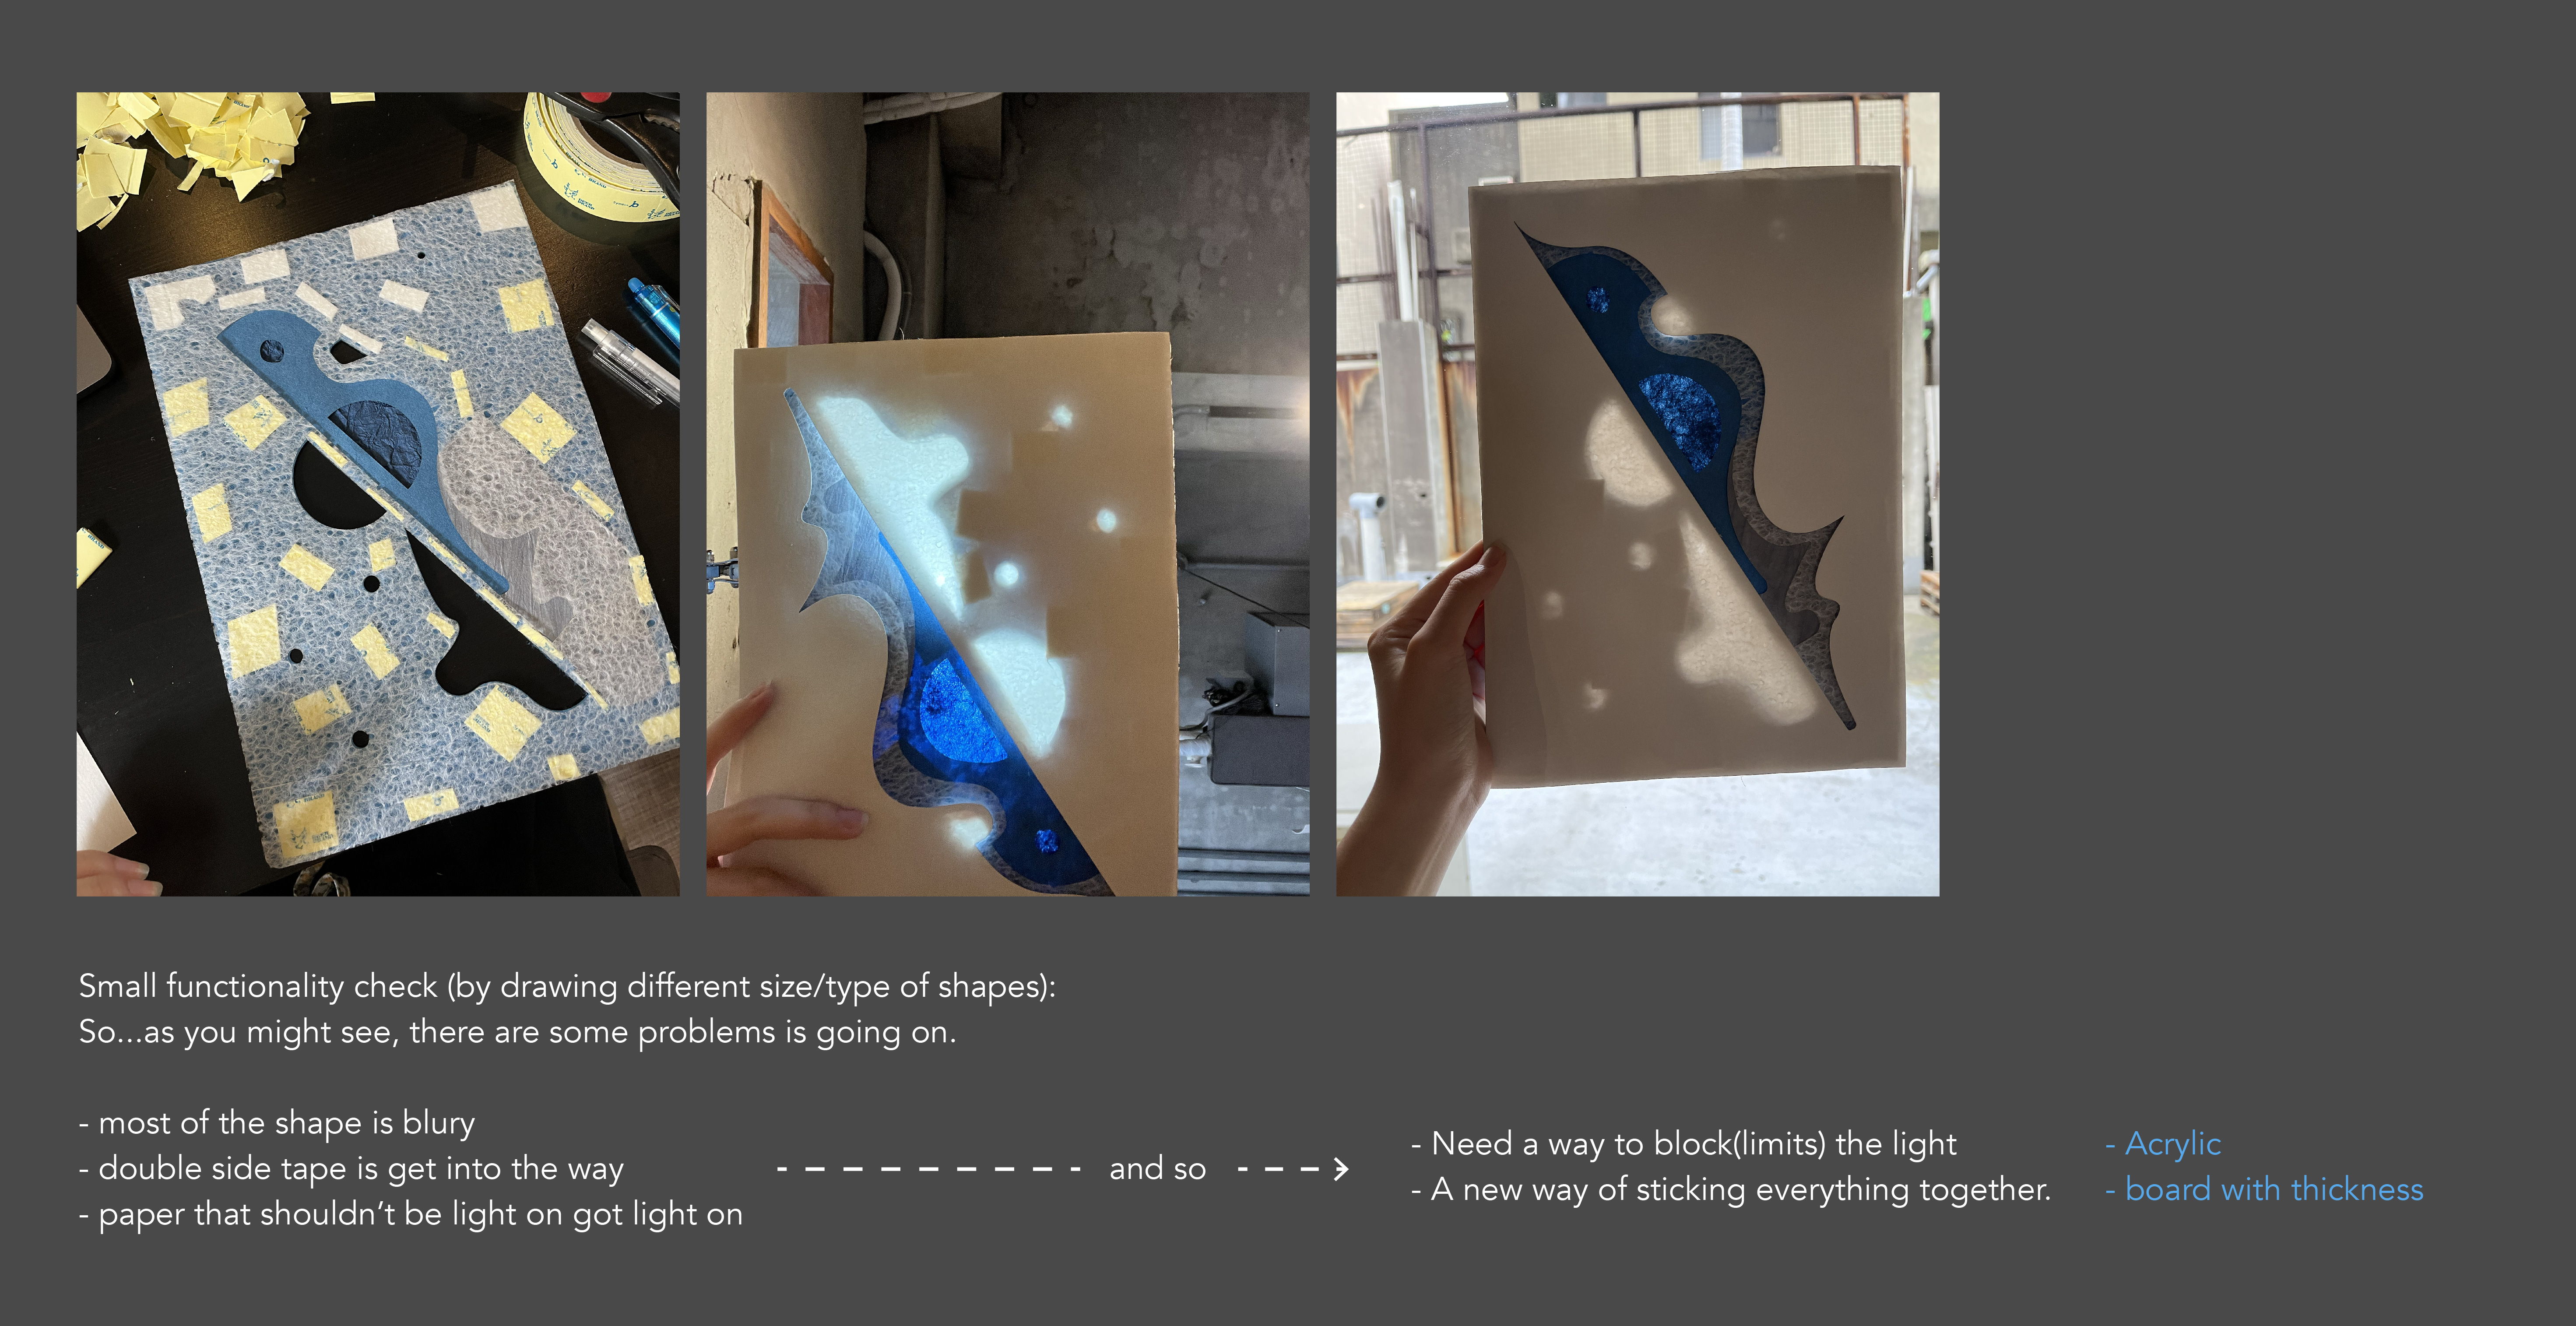 Small functionality check (by drawing different size/type of shapes):
So...as you might see, there are some problems is going on.
- most of the shape is blury
- double side tape is get into the way
- paper that shouldn't be light on got light on
and so
- Need a way to block(limits) the light
- A new way of sticking everything together.
- Acrylic
- board with thickness